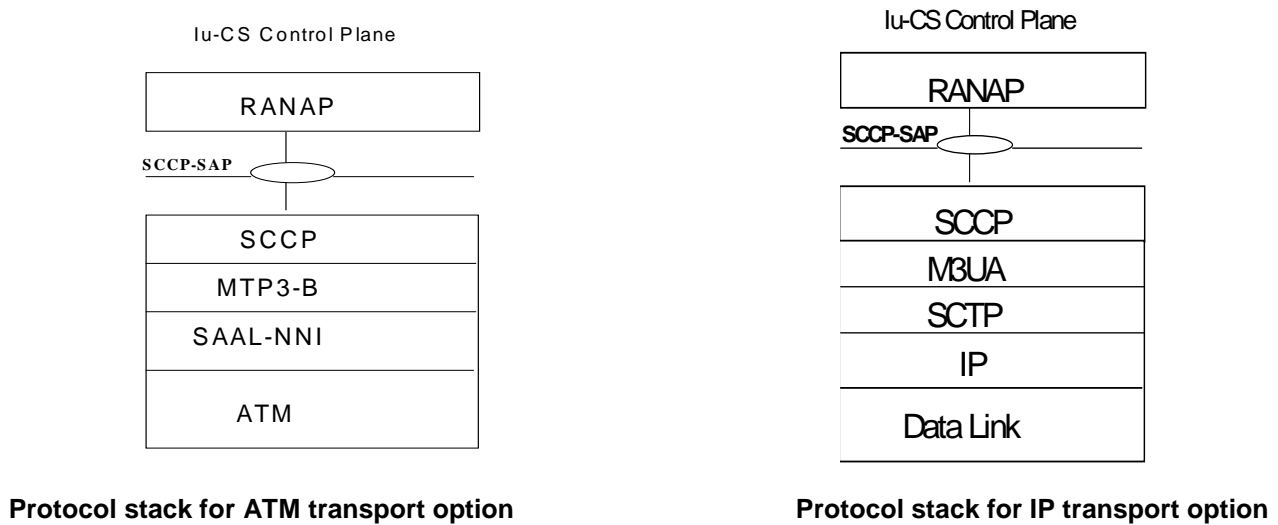 Iu-CS Control Plane
RANAP
SCCP-SAP
SCCP
MTP3-B
SAAL-NNI
ATM
Protocol stack for ATM transport option
Iu-CS Control Plane
RANAP
SCCP-SAP
SCCP
M3UA
SCTP
IP
Data Link
Protocol stack for IP transport option